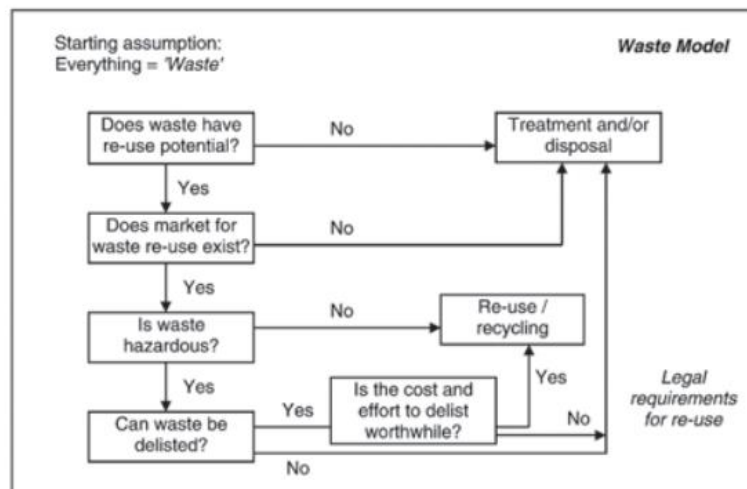 Starting assumption:
Everything = 'Waste'
Waste Model
Does waste have
re-use potential?
No
Treatment and/or
disposal
Yes
Does market for
waste re-use exist?
No
Yes
Is waste
hazardous?
No
Re-use /
recycling
Yes
Can waste be
delisted?
Yes
Is the cost and
effort to delist
worthwhile?
Yes
No
No
Legal
requirements
for re-use